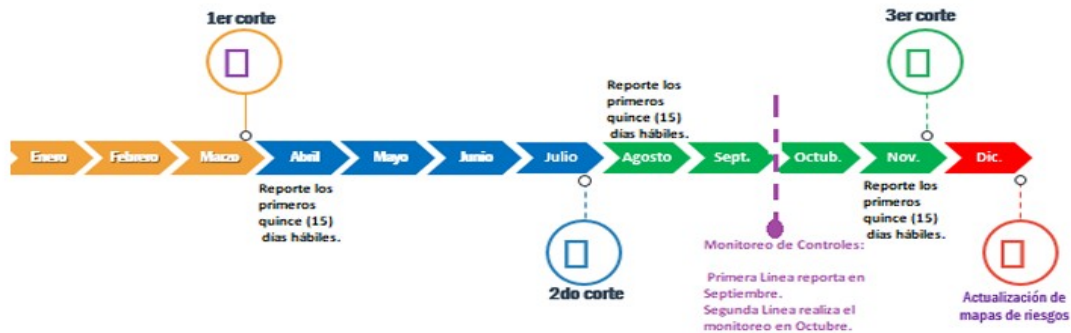 1er corte
3er corte
Reporte los
primeros
quince (15)
días hábiles.
Enero
Febrero
Marzo
Abril
Mayo
Junio
Julio
Agosto
Sept.
Octub.
Nov.
Dic.
Reporte los
primeros
quince (15)
días hábiles.
Reporte los
primeros
quince (15)
días hábiles.
2do corte
Monitoreo de Controles:
Primera Línea reporta en
Septiembre.
Segunda Línea realiza el
monitoreo en Octubre.
Actualización de
mapas de riesgos